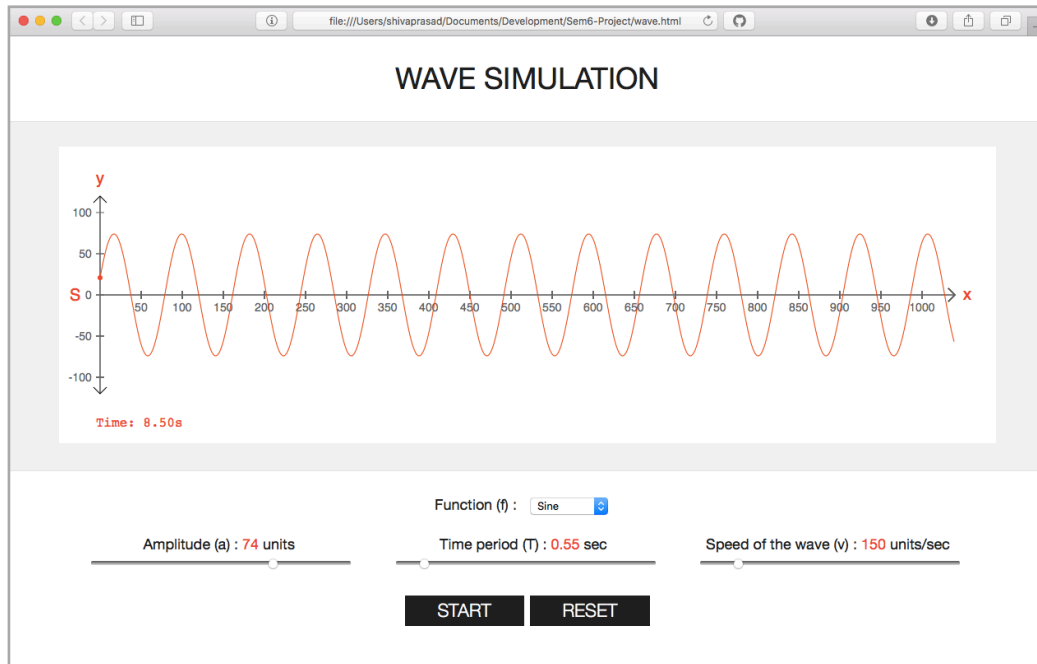 file:///Users/shivaprasad/Documents/Development/Sem6-Project/wave.html
WAVE SIMULATION
y
100
50
S 0
-50
-100
50 100 150 200 250 300 350 400 450 500 550 600 650 700 750 800 850 900 950 1000
x
Time: 8.50s
Function (f) : Sine
Amplitude (a) : 74 units
Time period (T) : 0.55 sec
Speed of the wave (v) : 150 units/sec
START RESET